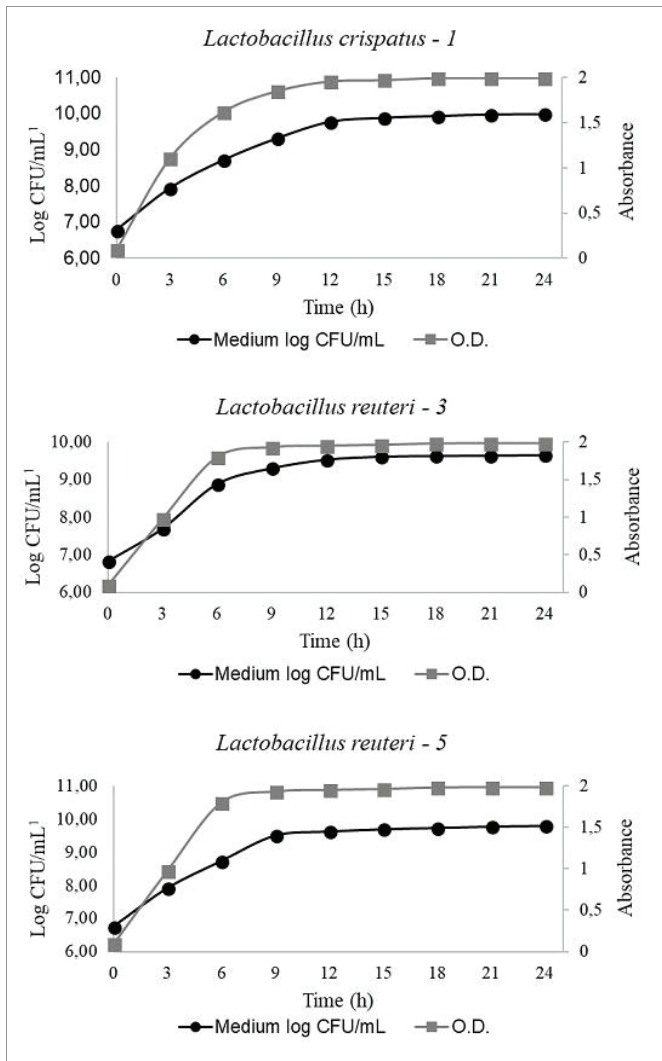 Lactobacillus crispatus - 1
11,00
10,00
9,00
8,00
7,00
6,00
Log CFU/mL¹
2
1,5
1
0,5
0
Absorbance
0 3 6 9 12 15 18 21 24
Time (h)
Medium log CFU/mL O.D.
Lactobacillus reuteri - 3
10,00
9,00
8,00
7,00
6,00
Log CFU/mL¹
2
1,5
1
0,5
0
Absorbance
0 3 6 9 12 15 18 21 24
Time (h)
Medium log CFU/mL O.D.
Lactobacillus reuteri - 5
11,00
10,00
9,00
8,00
7,00
6,00
Log CFU/mL¹
2
1,5
1
0,5
0
Absorbance
0 3 6 9 12 15 18 21 24
Time (h)
Medium log CFU/mL O.D.